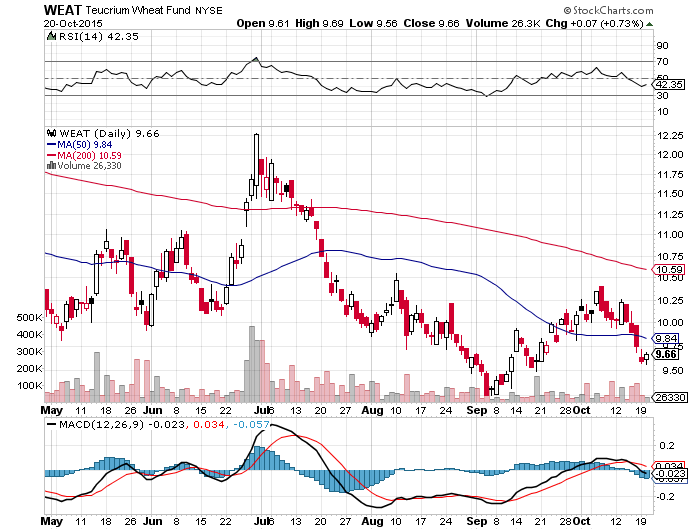 WEAT Teucrium Wheat Fund NYSE © StockCharts.com
20-Oct-2015 Open 9.61 High 9.69 Low 9.56 Close 9.66 Volume 26.3K Chg +0.07 (+0.73%)
RSI(14) 42.35
90
70
50
42.35
30
10
WEAT (Daily) 9.66
MA(50) 9.84
MA(200) 10.59
Volume 26,330
12.25
12.00
11.75
11.50
11.25
11.00
10.75
10.59
10.50
10.25
10.00
9.84
9.75
9.66
9.50
26330
500K
400K
300K
200K
100K
May 11 18 26 Jun 8 15 22 Jul 6 13 20 27 Aug 10 17 24 Sep 8 14 21 28 Oct 12 19
MACD(12,26,9) -0.023, 0.034, -0.057
0.2
0.034
-0.023
-0.057
-0.2
May 11 18 26 Jun 8 15 22 Jul 6 13 20 27 Aug 10 17 24 Sep 8 14 21 28 Oct 12 19